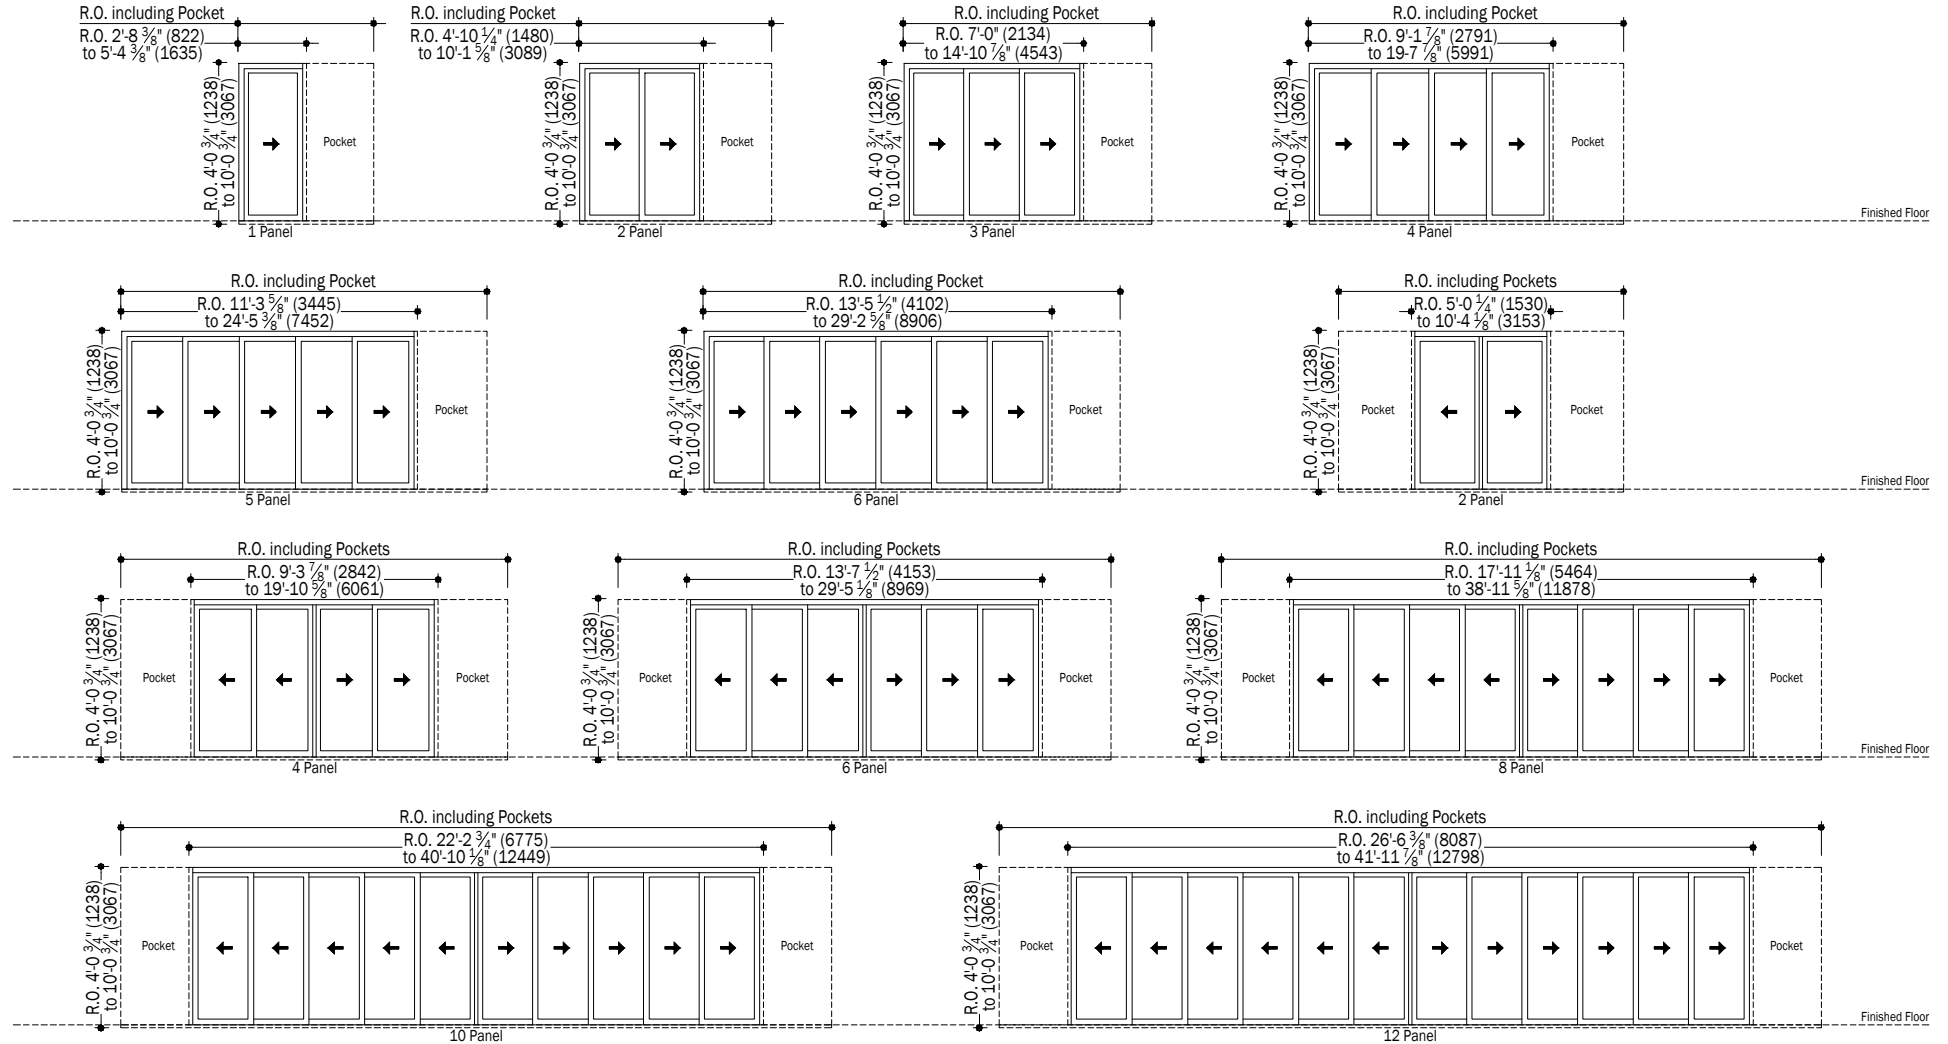 R.O. including Pocket
R.O. 2'-8 3/8" (822)
to 5'-4 3/8" (1635)
R.O. 4'-0 3/4" (1238)
to 10'-0 3/4" (3067)
Pocket
1 Panel
R.O. including Pocket
R.O. 4'-10 1/4" (1480)
to 10'-1 5/8" (3089)
R.O. 4'-0 3/4" (1238)
to 10'-0 3/4" (3067)
Pocket
2 Panel
R.O. including Pocket
R.O. 7'-0" (2134)
to 14'-10 7/8" (4543)
R.O. 4'-0 3/4" (1238)
to 10'-0 3/4" (3067)
Pocket
3 Panel
R.O. including Pocket
R.O. 9'-1 7/8" (2791)
to 19-7 7/8" (5991)
R.O. 4'-0 3/4" (1238)
to 10'-0 3/4" (3067)
Pocket
4 Panel
Finished Floor
R.O. including Pocket
R.O. 11'-3 5/8" (3445)
to 24'-5 3/8" (7452)
R.O. 4'-0 3/4" (1238)
to 10'-0 3/4" (3067)
Pocket
5 Panel
R.O. including Pocket
R.O. 13'-5 1/2" (4102)
to 29'-2 5/8" (8906)
R.O. 4'-0 3/4" (1238)
to 10'-0 3/4" (3067)
Pocket
6 Panel
R.O. including Pockets
R.O. 5'-0 1/4" (1530)
to 10'-4 1/8" (3153)
R.O. 4'-0 3/4" (1238)
to 10'-0 3/4" (3067)
Pocket
Pocket
2 Panel
Finished Floor
R.O. including Pockets
R.O. 9'-3 7/8" (2842)
to 19'-10 5/8" (6061)
R.O. 4'-0 3/4" (1238)
to 10'-0 3/4" (3067)
Pocket
Pocket
4 Panel
R.O. including Pockets
R.O. 13'-7 1/2" (4153)
to 29'-5 1/8" (8969)
R.O. 4'-0 3/4" (1238)
to 10'-0 3/4" (3067)
Pocket
Pocket
6 Panel
R.O. including Pockets
R.O. 17'-11 1/8" (5464)
to 38'-11 5/8" (11878)
R.O. 4'-0 3/4" (1238)
to 10'-0 3/4" (3067)
Pocket
Pocket
8 Panel
Finished Floor
R.O. including Pockets
R.O. 22'-2 3/4" (6775)
to 40'-10 1/8" (12449)
R.O. 4'-0 3/4" (1238)
to 10'-0 3/4" (3067)
Pocket
Pocket
10 Panel
R.O. including Pockets
R.O. 26'-6 3/8" (8087)
to 41'-11 7/8" (12798)
R.O. 4'-0 3/4" (1238)
to 10'-0 3/4" (3067)
Pocket
Pocket
12 Panel
Finished Floor